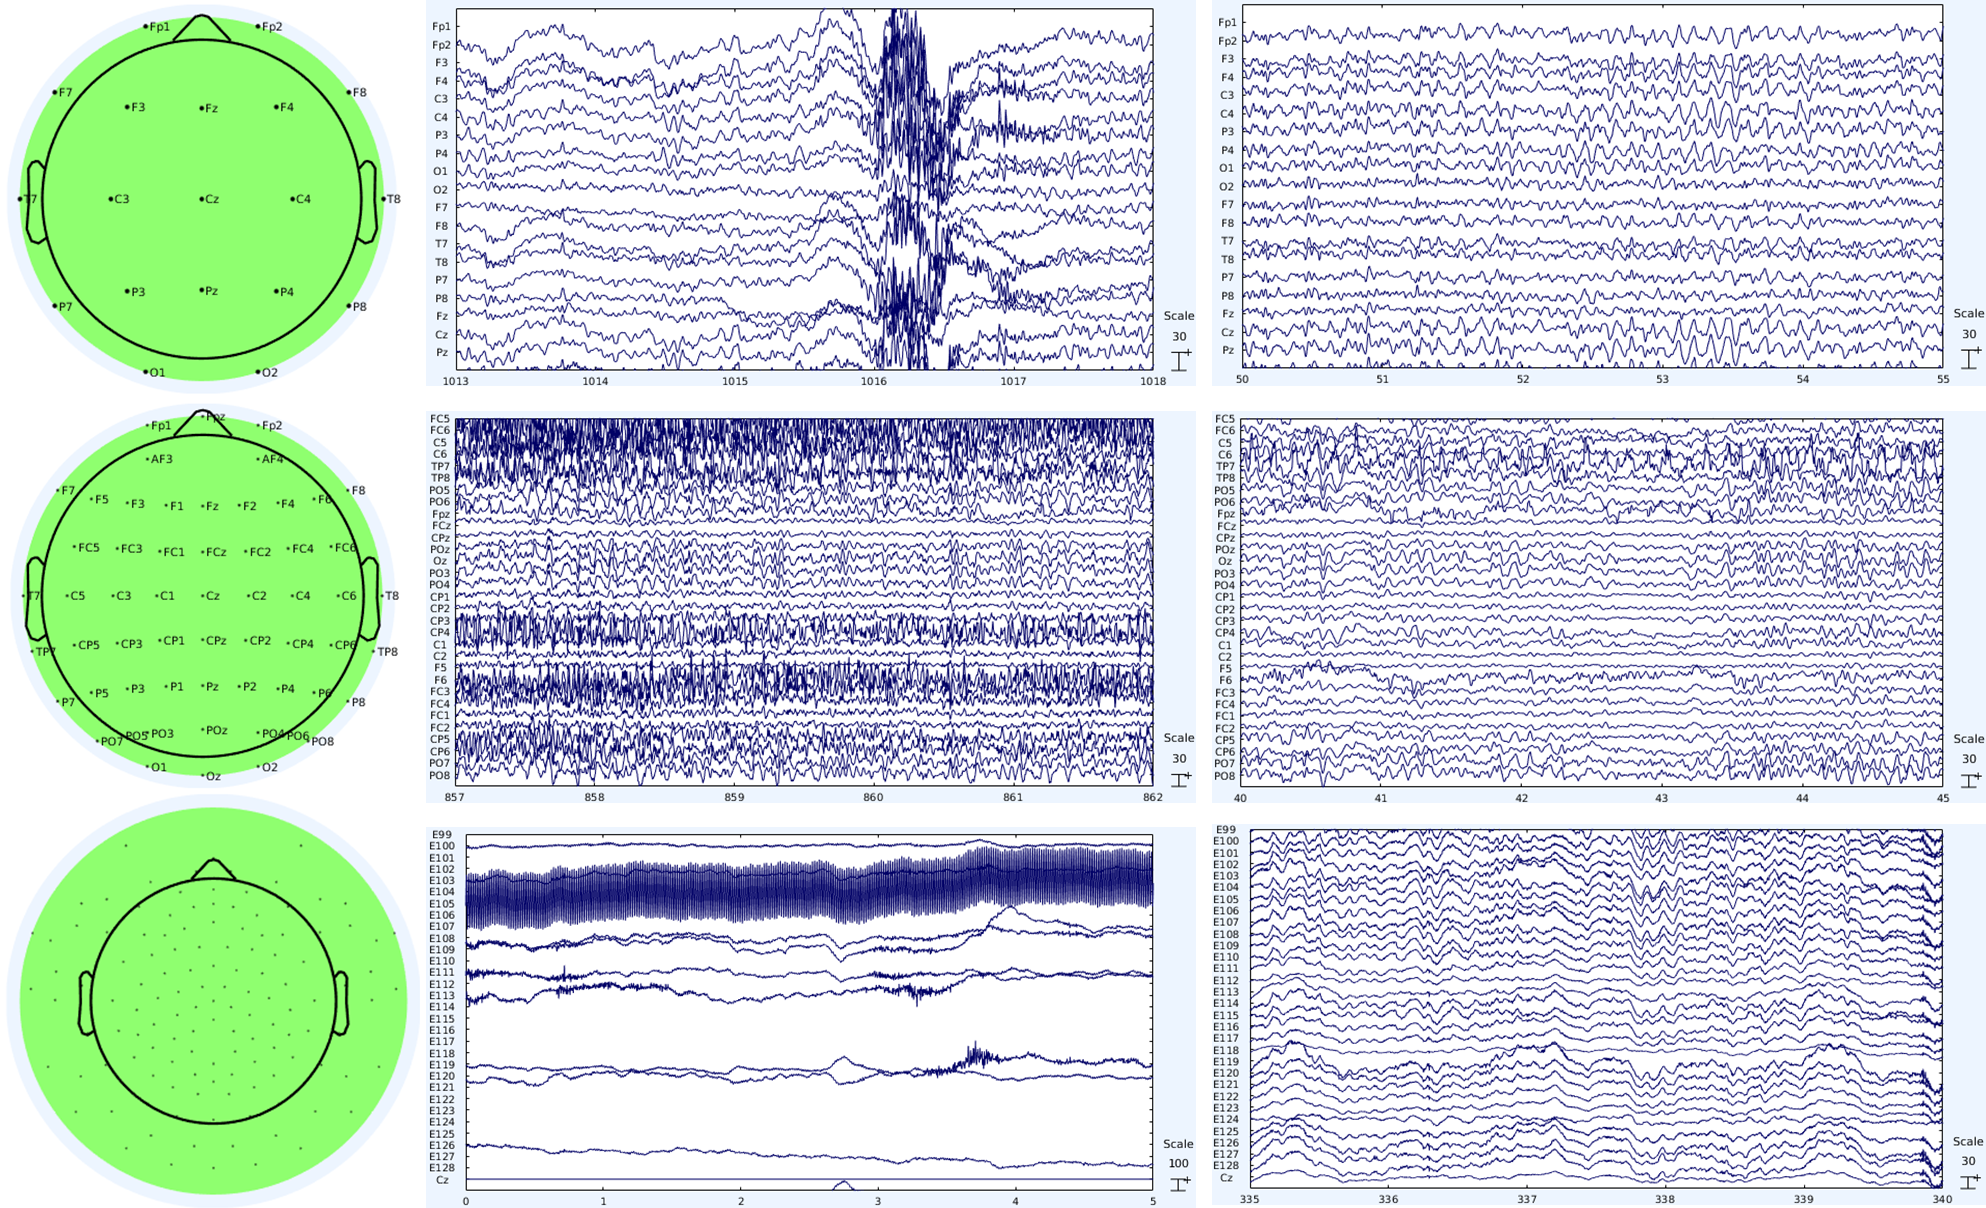 Fp1 Fp2
F7 F8
F3 Fz F4
T7 C3 Cz C4 T8
P3 Pz P4
P7 P8
O1 O2
Fp1
Fp2
F3
F4
C3
C4
P3
P4
O1
O2
F7
F8
T7
T8
P7
P8
Fz
Cz
Pz
Scale
30
+
1013 1014 1015 1016 1017 1018
Fp1
Fp2
F3
F4
C3
C4
P3
P4
O1
O2
F7
F8
T7
T8
P7
P8
Fz
Cz
Pz
Scale
30
+
50 51 52 53 54 55
Fpz
Fp1 Fp2
AF3 AF4
F7 F5 F3 F1 Fz F2 F4 F6 F8
FC5 FC3 FC1 FCz FC2 FC4 FC6
T7 C5 C3 C1 Cz C2 C4 C6 T8
TP7 CP5 CP3 CP1 CPz CP2 CP4 CP6 TP8
P7 P5 P3 P1 Pz P2 P4 P6 P8
PO7 PO5 PO3 POz PO4 PO6 PO8
O1 Oz O2
FC5
FC6
C5
C6
TP7
TP8
PO5
PO6
Fpz
FCz
CPz
POz
Oz
PO3
PO4
CP1
CP2
CP3
CP4
C1
C2
F5
F6
FC3
FC4
FC1
FC2
CP5
CP6
PO7
PO8
Scale
30
+
857 858 859 860 861 862
FC5
FC6
C5
C6
TP7
TP8
PO5
PO6
Fpz
FCz
CPz
POz
Oz
PO3
PO4
CP1
CP2
CP3
CP4
C1
C2
F5
F6
FC3
FC4
FC1
FC2
CP5
CP6
PO7
PO8
Scale
30
+
40 41 42 43 44 45
E99
E100
E101
E102
E103
E104
E105
E106
E107
E108
E109
E110
E111
E112
E113
E114
E115
E116
E117
E118
E119
E120
E121
E122
E123
E124
E125
E126
E127
E128
Cz
Scale
100
+
0 1 2 3 4 5
E99
E100
E101
E102
E103
E104
E105
E106
E107
E108
E109
E110
E111
E112
E113
E114
E115
E116
E117
E118
E119
E120
E121
E122
E123
E124
E125
E126
E127
E128
Cz
Scale
30
+
335 336 337 338 339 340